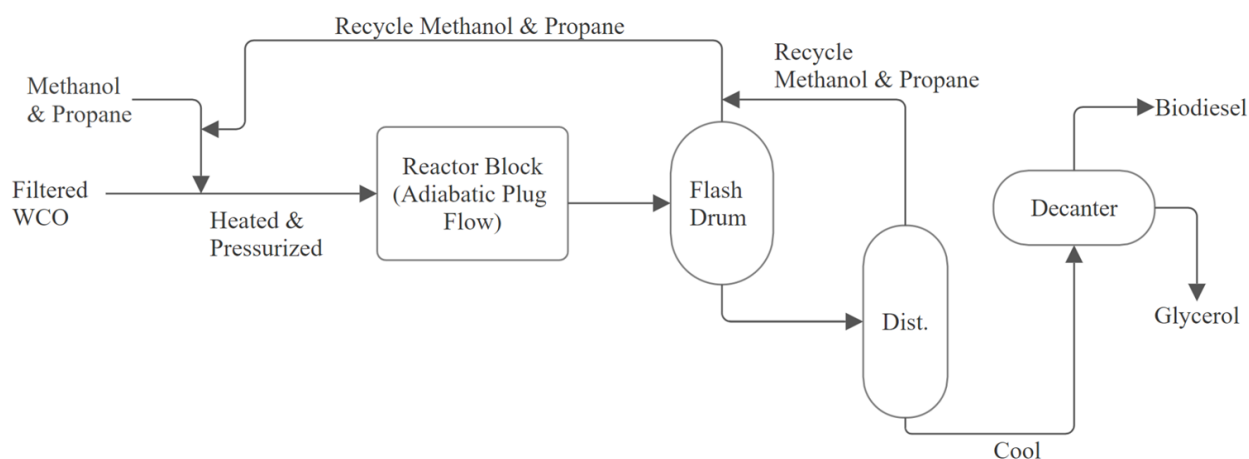 Recycle Methanol & Propane
Recycle
Methanol & Propane
Methanol
& Propane
Biodiesel
Reactor Block
(Adiabatic Plug
Flow)
Filtered
WCO
Flash
Drum
Decanter
Heated &
Pressurized
Glycerol
Dist.
Cool